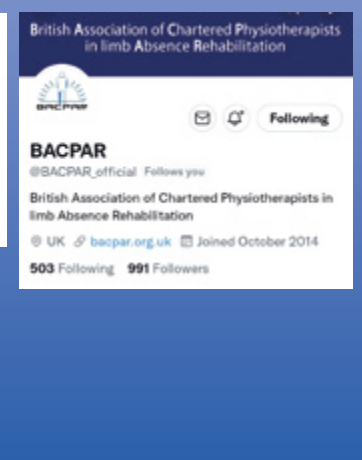 British Association of Chartered Physiotherapists
in limb Absence Rehabilitation
BACPAR
Following
BACPAR
@BACPAR_official Follows you
British Association of Chartered Physiotherapists in
limb Absence Rehabilitation
UK bacpar.org.uk Joined October 2014
503 Following 991 Followers